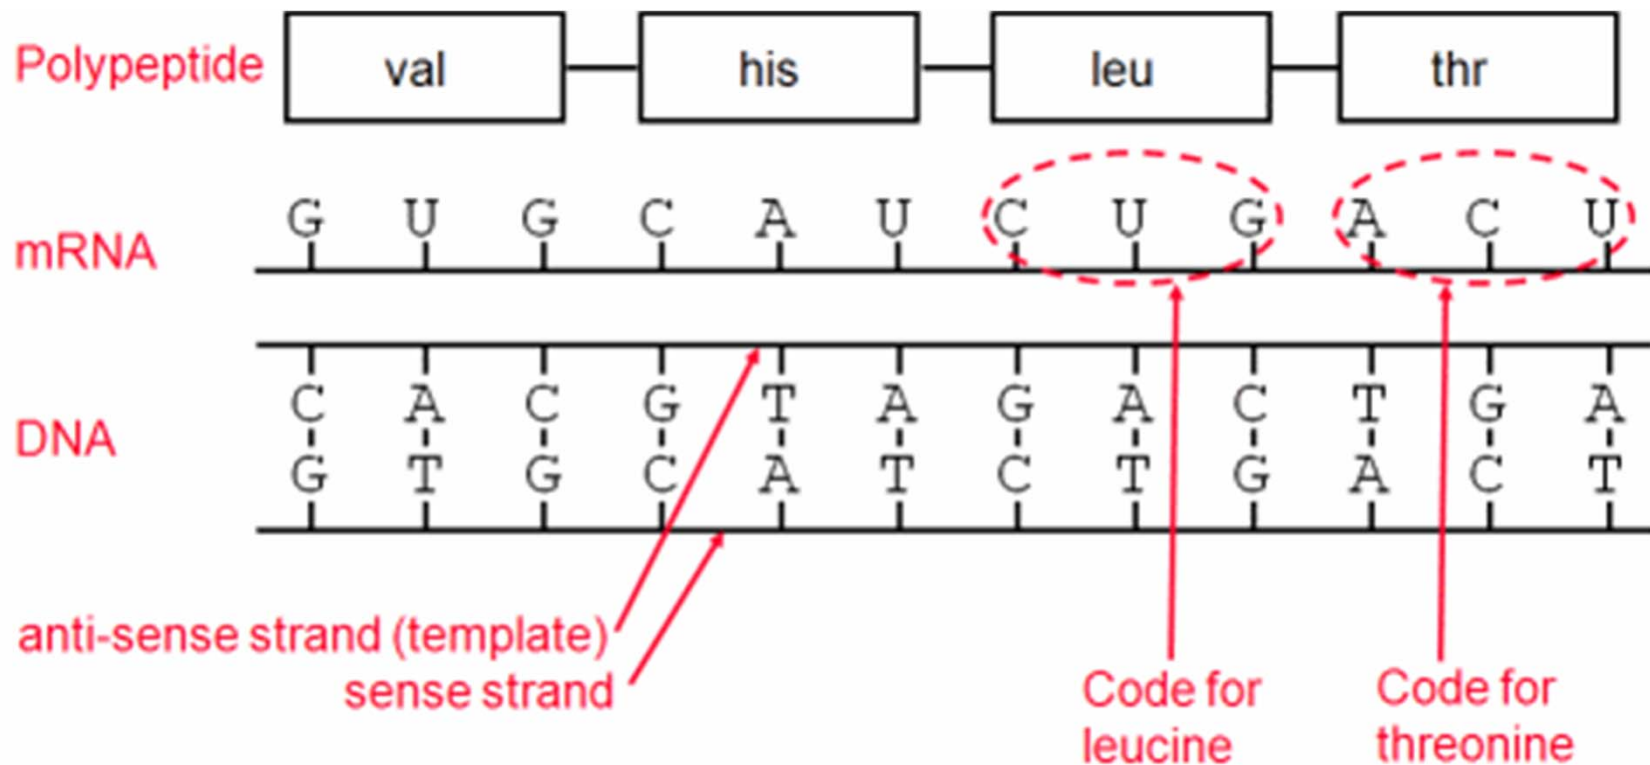 Polypeptide val his leu thr
G U G C A U C U G A C U
mRNA
C A C G T A G A C T G A
DNA
G T G C A T C T G A C T
anti-sense strand (template)
sense strand
Code for leucine
Code for threonine